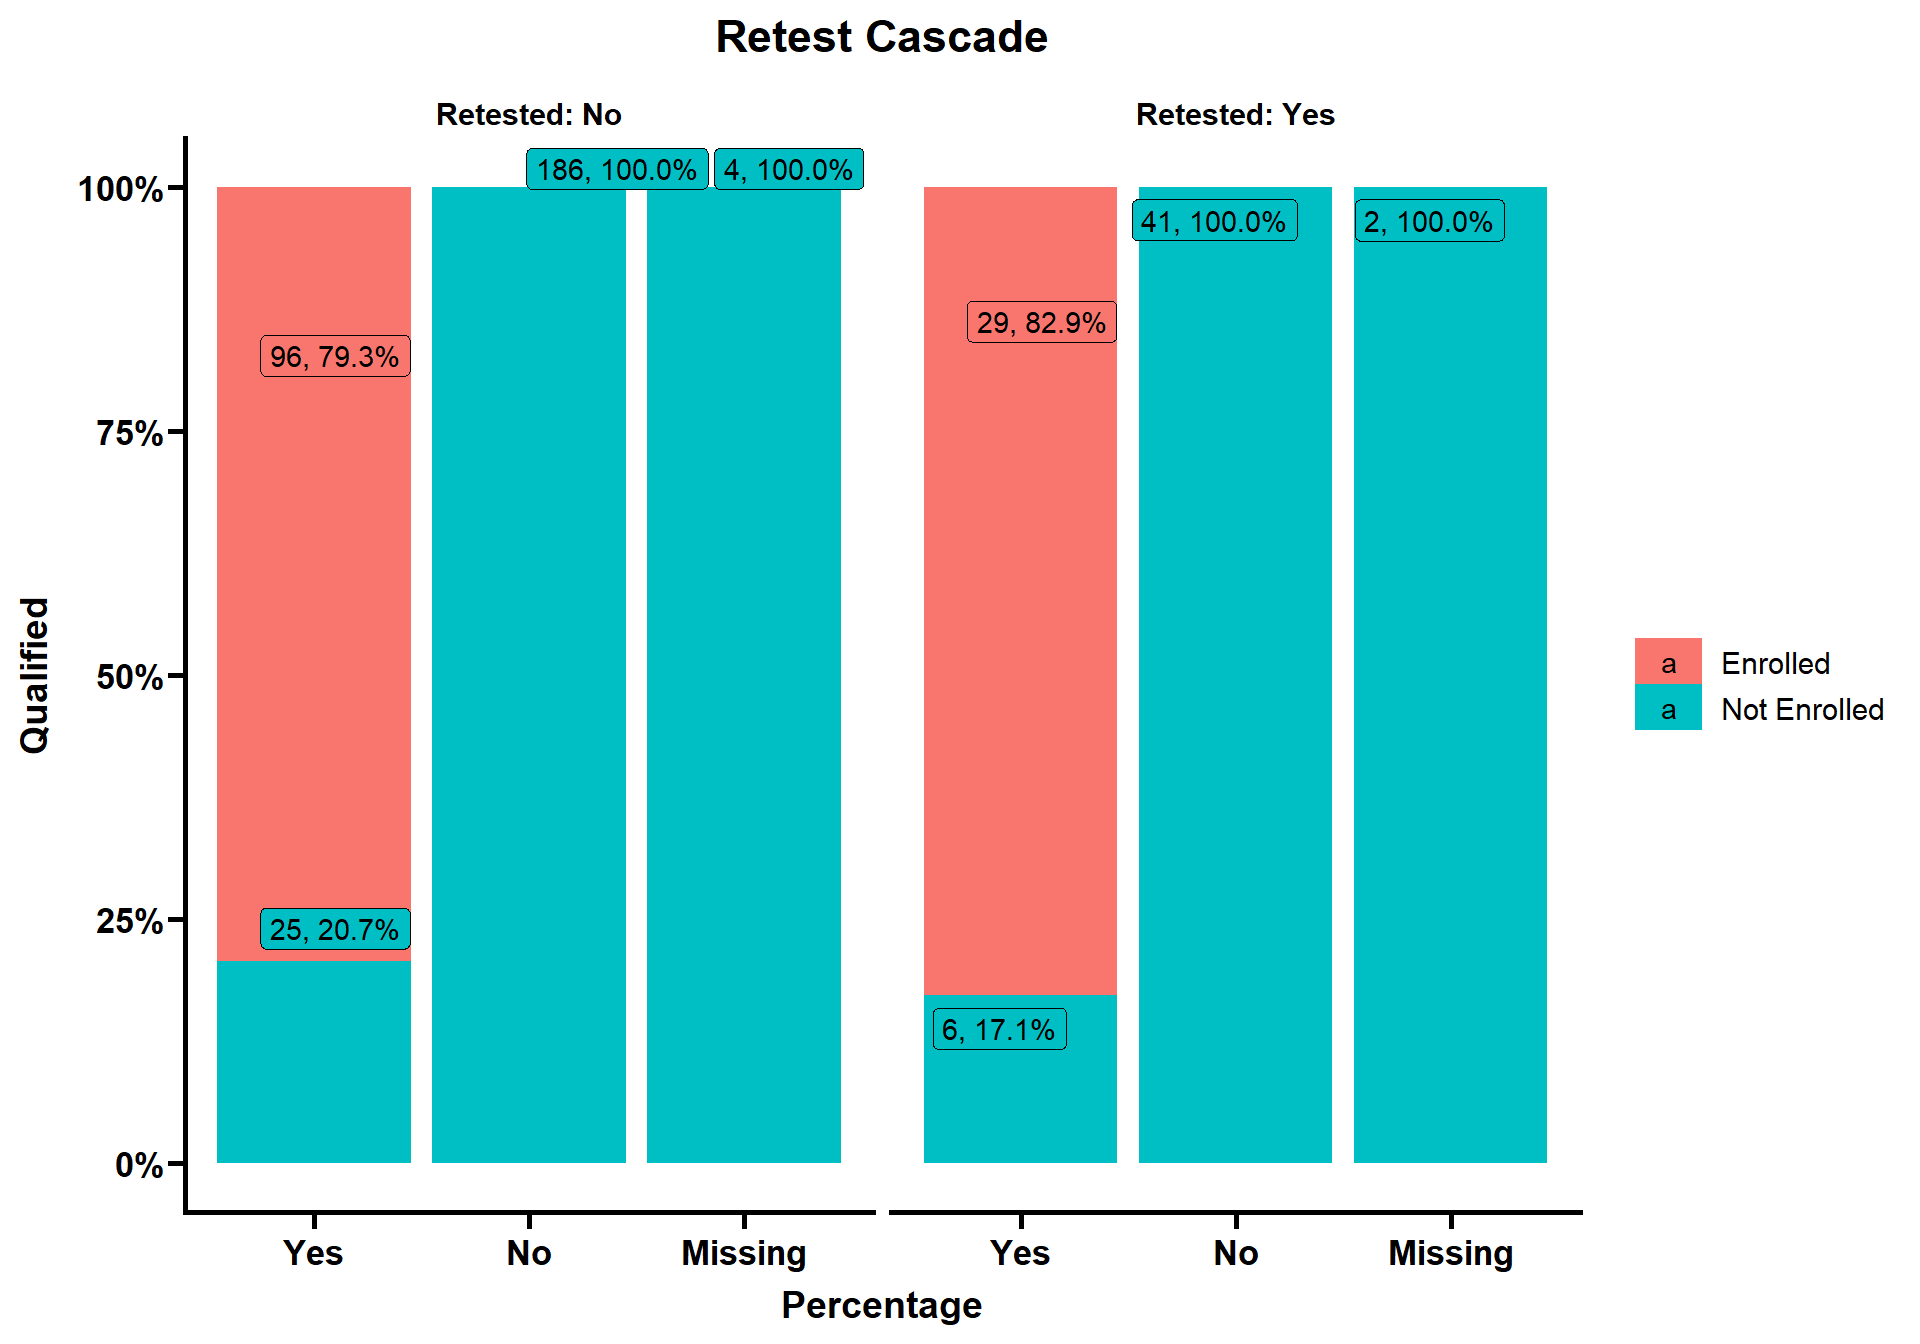 Retest Cascade
Retested: No
Retested: Yes
186, 100.0%
4, 100.0%
100%
41, 100.0%
2, 100.0%
29, 82.9%
96, 79.3%
75%
50%
25%
25, 20.7%
6, 17.1%
0%
Qualified
a Enrolled
a Not Enrolled
Yes No Missing
Yes No Missing
Percentage